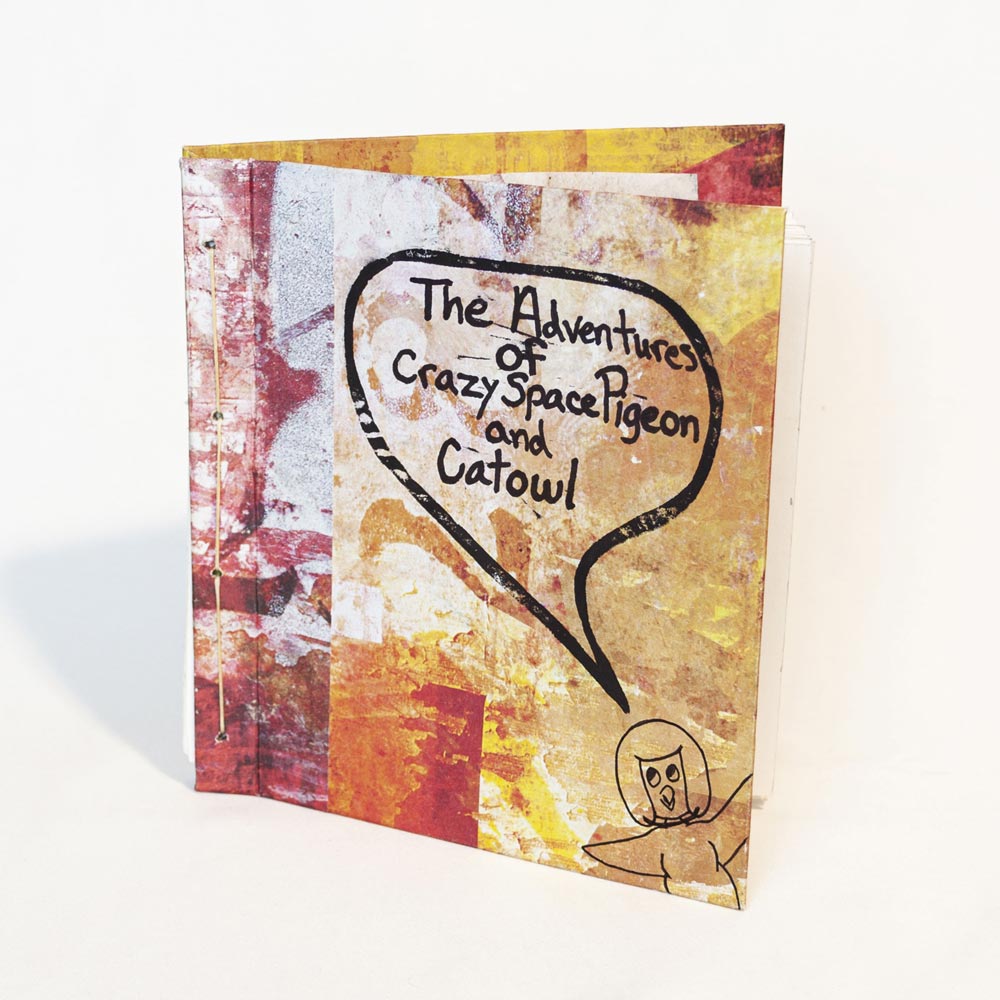 The Adventures
of
Crazy Space Pigeon
and
Catowl